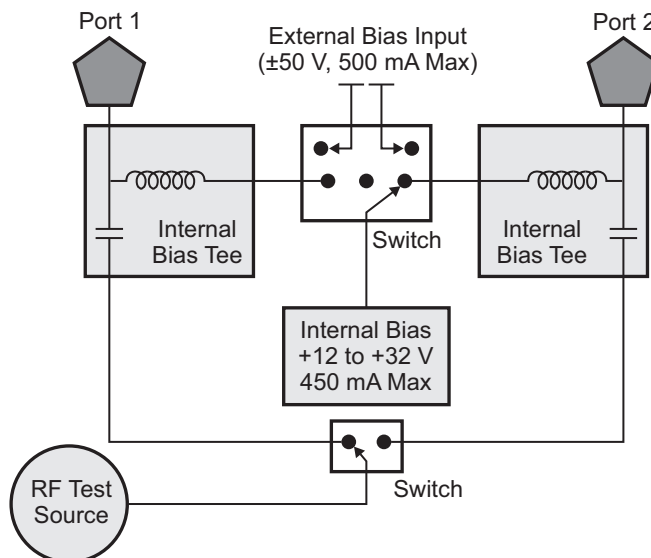 Port 1
External Bias Input
(±50 V, 500 mA Max)
Port 2
Internal
Bias Tee
Switch
Internal
Bias Tee
Internal Bias
+12 to +32 V
450 mA Max
RF Test
Source
Switch